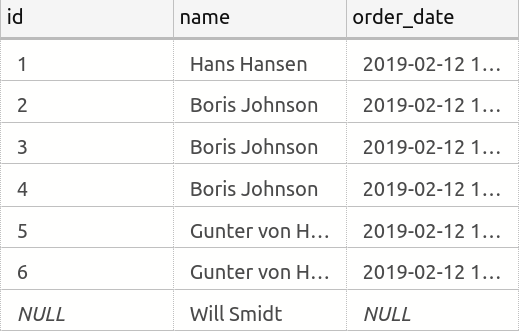 id name order_date
1 Hans Hansen 2019-02-12 1...
2 Boris Johnson 2019-02-12 1...
3 Boris Johnson 2019-02-12 1...
4 Boris Johnson 2019-02-12 1...
5 Gunter von H... 2019-02-12 1...
6 Gunter von H... 2019-02-12 1...
NULL Will Smidt NULL